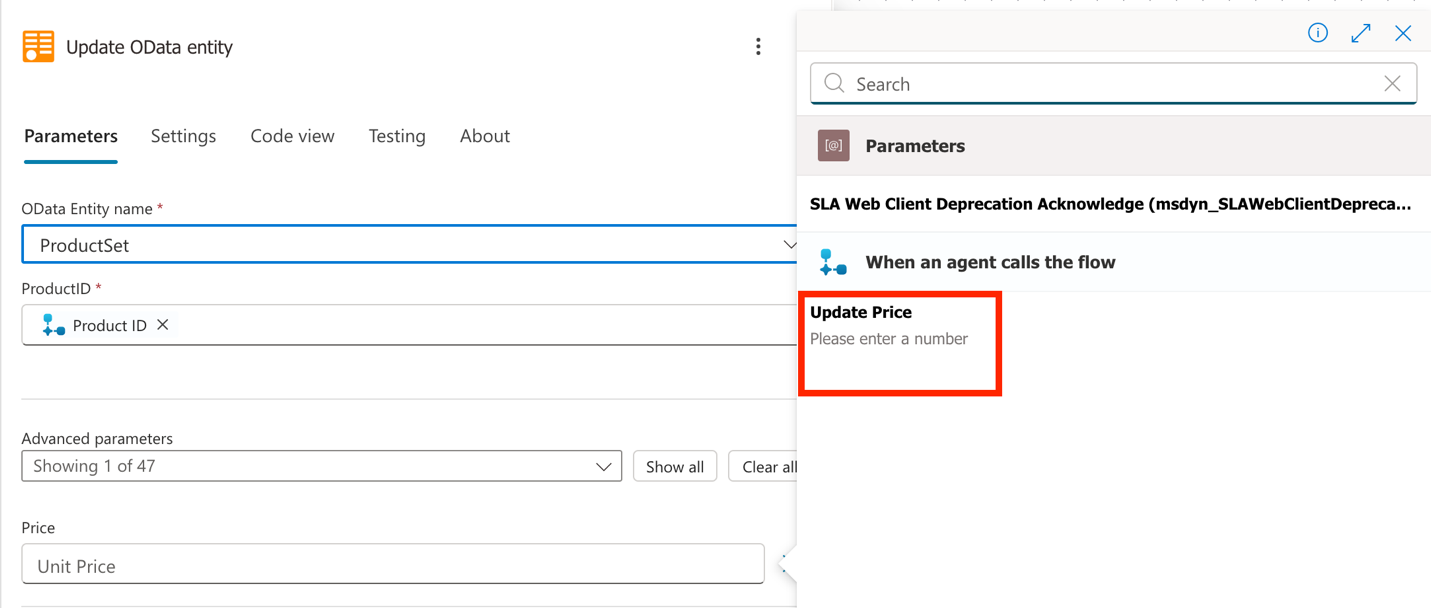 Update OData entity
Parameters Settings Code view Testing About
OData Entity name *
ProductSet
ProductID *
Product ID
Advanced parameters
Showing 1 of 47
Show all
Clear all
Price
Unit Price
Search
[@] Parameters
SLA Web Client Deprecation Acknowledge (msdyn_SLAWebClientDepreca...
When an agent calls the flow
Update Price
Please enter a number